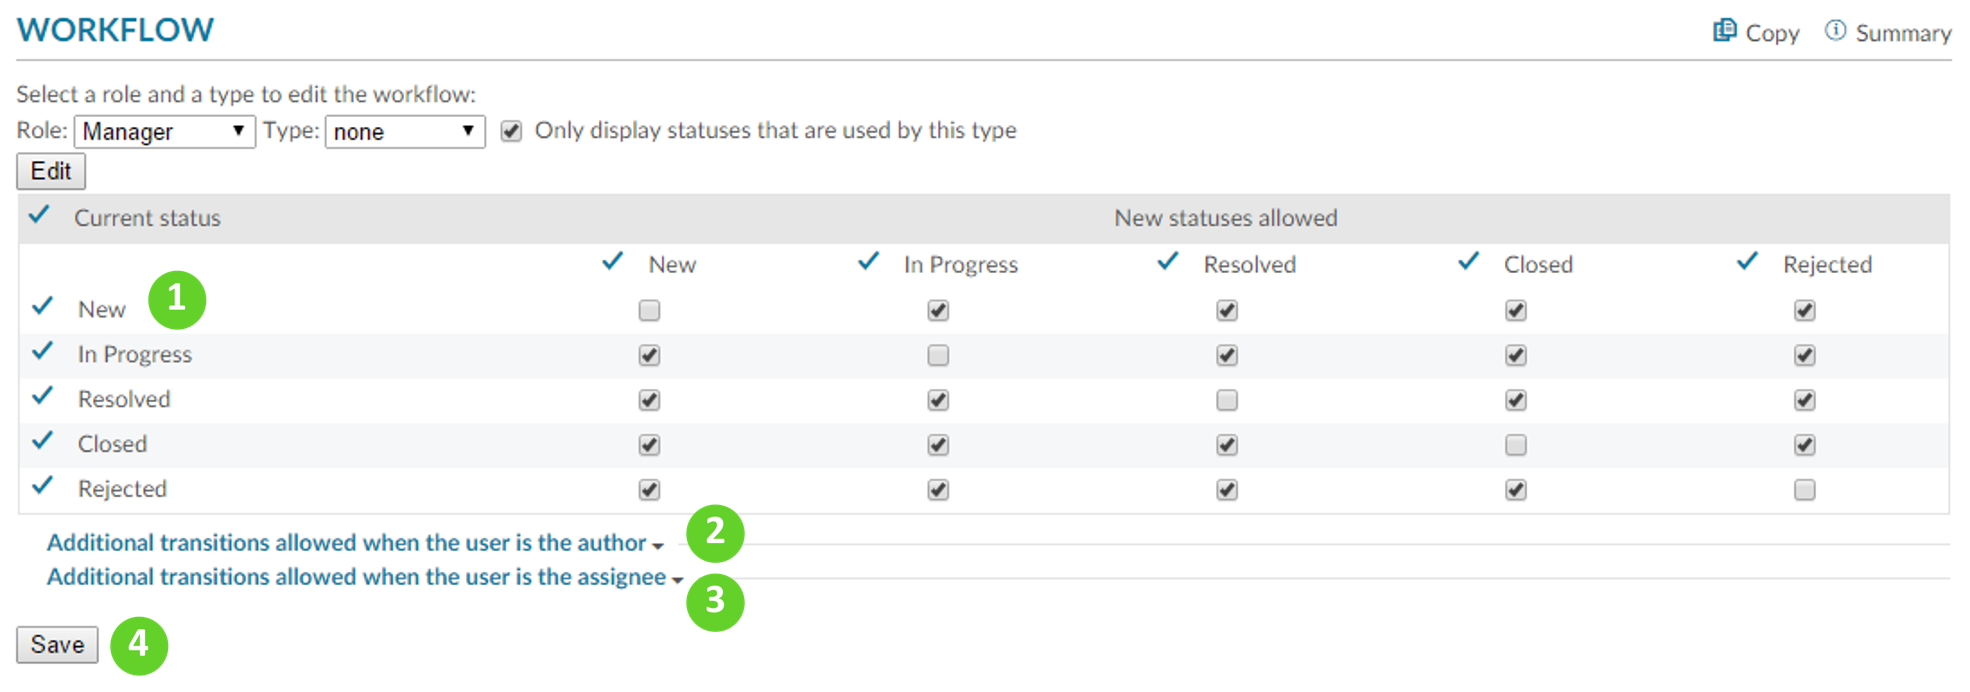 WORKFLOW
Copy Summary
Select a role and a type to edit the workflow:
Role: Manager Type: none Only display statuses that are used by this type
Edit
Current status New statuses allowed
New In Progress Resolved Closed Rejected
New 1
In Progress
Resolved
Closed
Rejected
Additional transitions allowed when the user is the author 2
Additional transitions allowed when the user is the assignee 3
Save 4